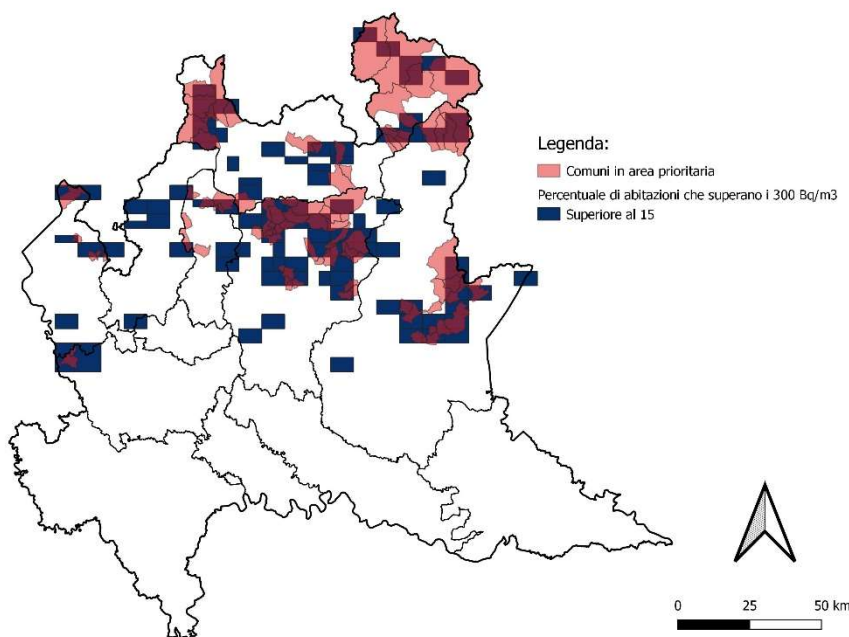 Legenda:
Comuni in area prioritaria
Percentuale di abitazioni che superano i 300 Bq/m3
Superiore al 15
0 25 50 km